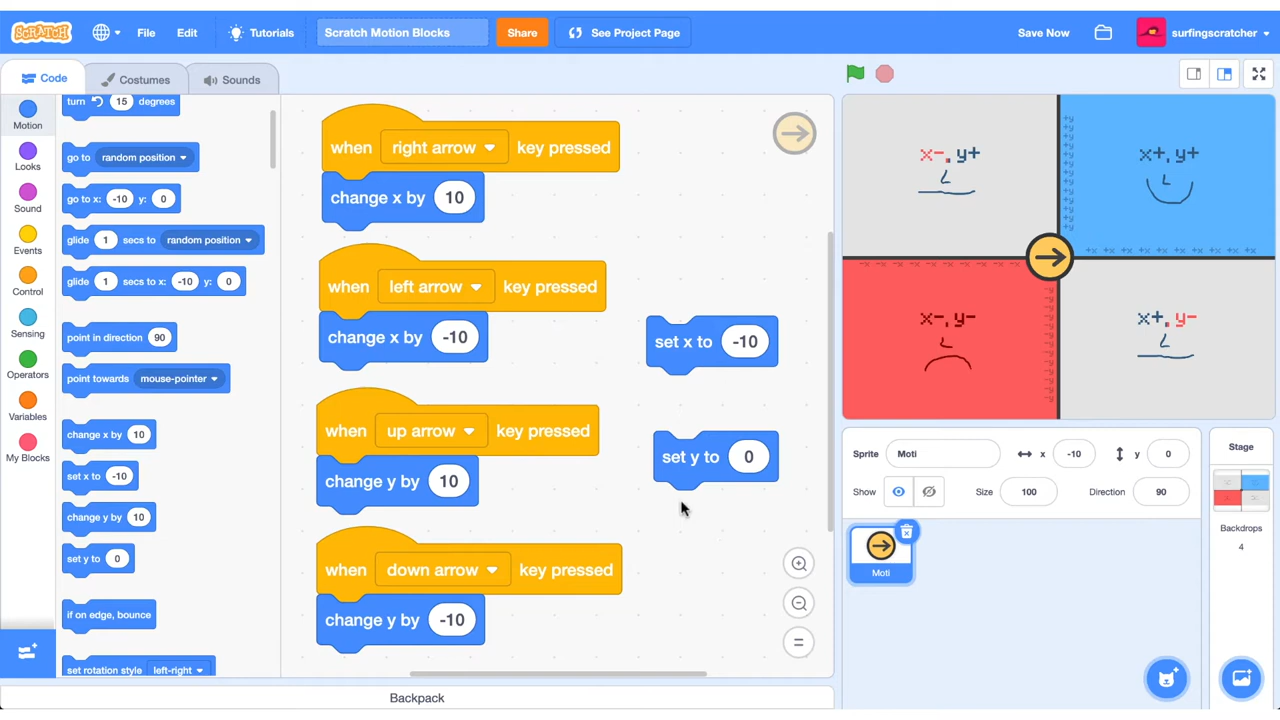 SCRATCH File Edit Tutorials Scratch Motion Blocks Share See Project Page Save Now surfingscratcher
Code Costumes Sounds
Motion
Looks
Sound
Events
Control
Sensing
Operators
Variables
My Blocks
turn 15 degrees
go to random position
go to x: -10 y: 0
glide 1 secs to random position
glide 1 secs to x: -10 y: 0
point in direction 90
point towards mouse-pointer
change x by 10
set x to -10
change y by 10
set y to 0
if on edge, bounce
set rotation style left-right
when right arrow key pressed
change x by 10
when left arrow key pressed
change x by -10
when up arrow key pressed
change y by 10
when down arrow key pressed
change y by -10
set x to -10
set y to 0
Backpack
x-, y+
x+, y+
+y +y +y +y +y +y +y +y +y +y +y
+x +x +x +x +x +x +x +x
-x -x -x -x -x -x -x -x
x-, y-
x+, y-
Sprite Moti x -10 y 0
Show Size 100 Direction 90
Moti
Stage
Backdrops
4